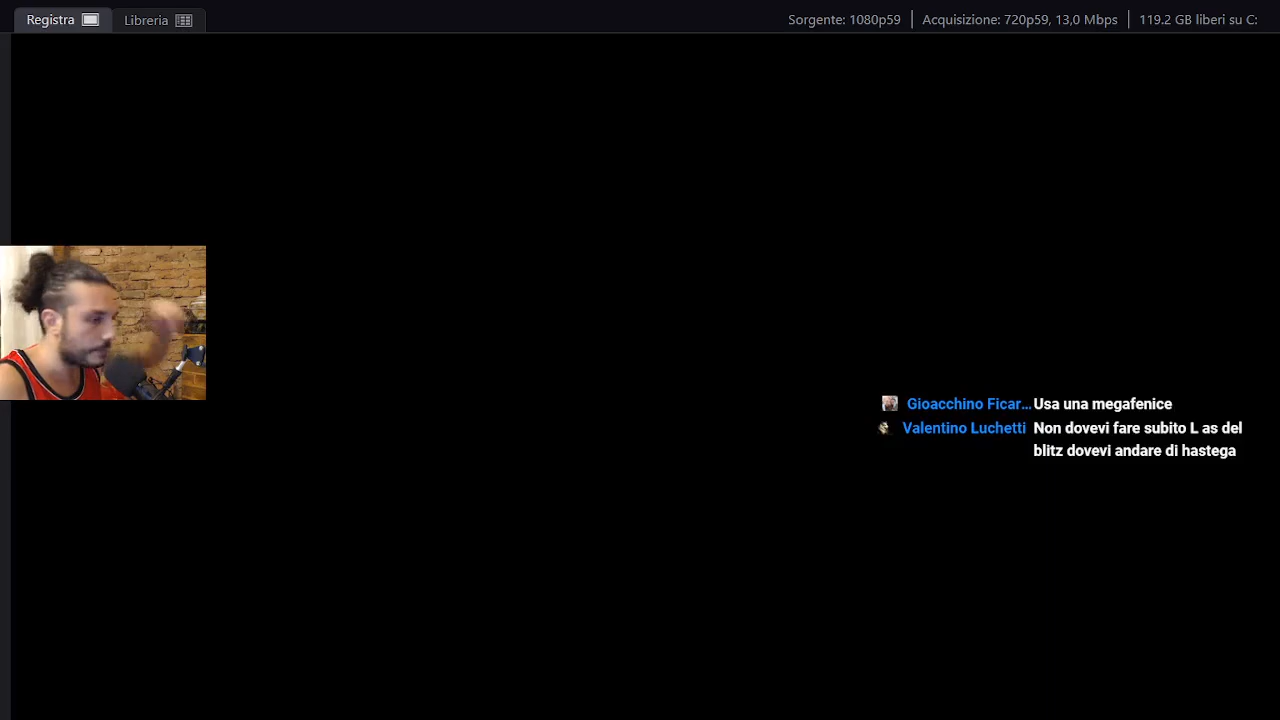 Registra
Libreria
Sorgente: 1080p59 | Acquisizione: 720p59, 13,0 Mbps | 119.2 GB liberi su C:
Gioacchino Ficar... Usa una megafenice
Valentino Luchetti Non dovevi fare subito L as del
blitz dovevi andare di hastega